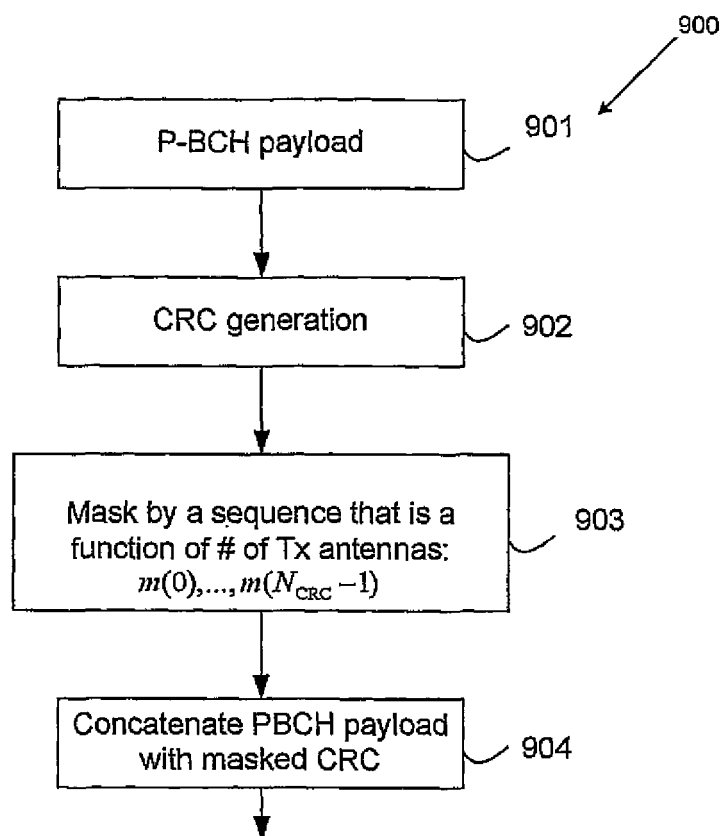 900
P-BCH payload
901
CRC generation
902
Mask by a sequence that is a
function of # of Tx antennas:
m(0),...,m(N_CRC −1)
903
Concatenate PBCH payload
with masked CRC
904